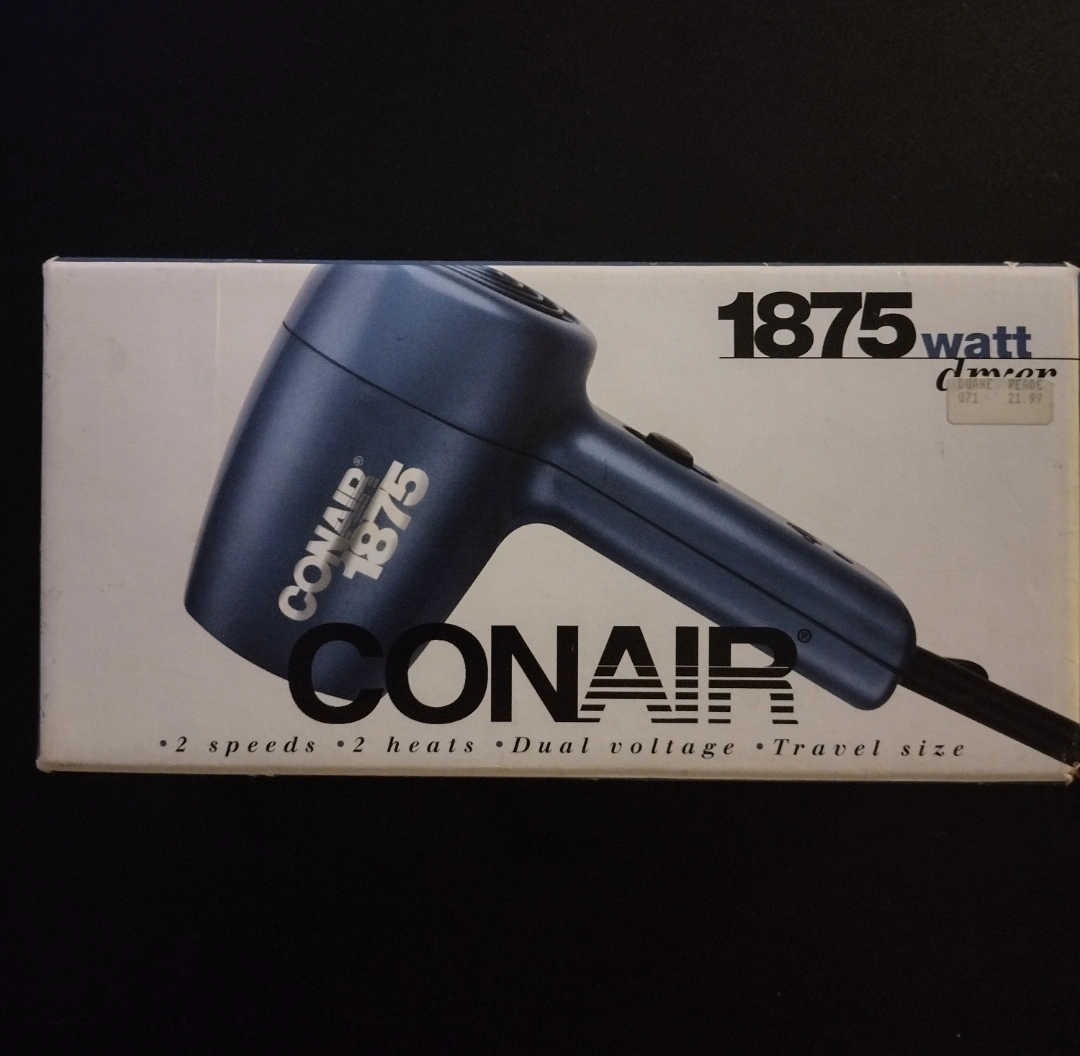 1875 watt
dryer
DUANE READE
071 21.99
CONAIR®
1875
CONAIR®
•2 speeds •2 heats •Dual voltage •Travel size